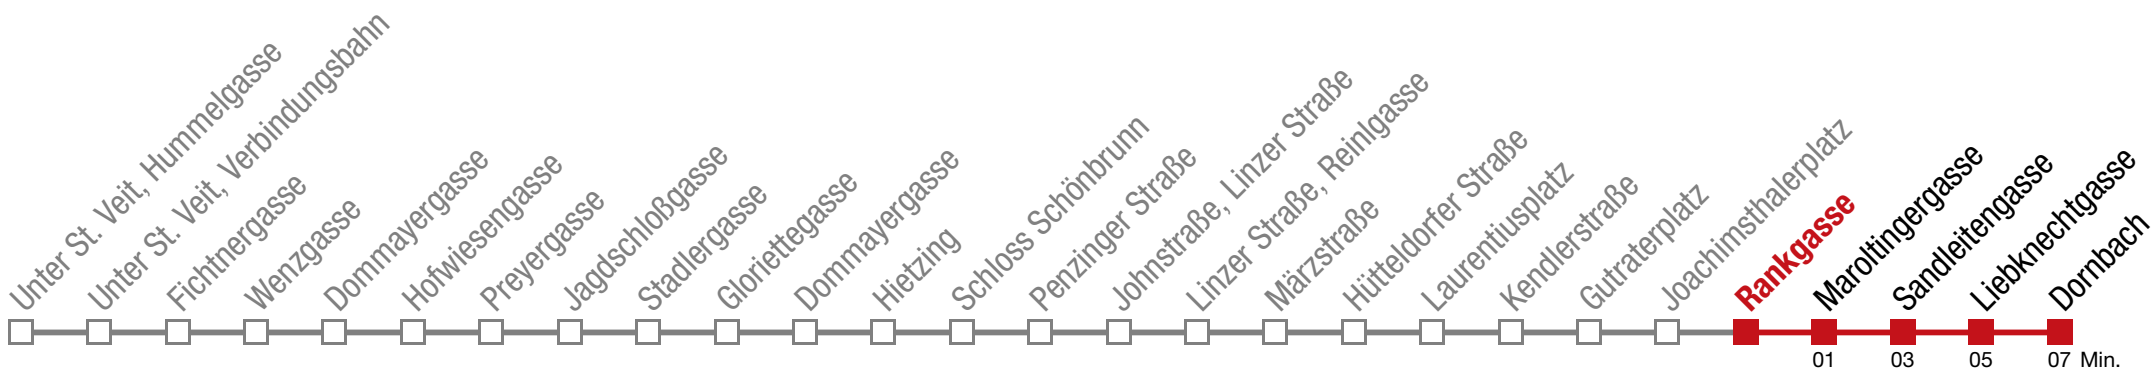 Unter St. Veit, Hummelgasse
Unter St. Veit, Verbindungsbahn
Fichtnergasse
Wenzgasse
Dommayergasse
Hofwiesengasse
Preyergasse
Jagdschloßgasse
Stadlergasse
Gloriettegasse
Dommayergasse
Hietzing
Schloss Schönbrunn
Penzinger Straße
Johnstraße, Linzer Straße
Linzer Straße, Reinlgasse
Märzstraße
Hütteldorfer Straße
Laurentiusplatz
Kendlerstraße
Gutraterplatz
Joachimsthalerplatz
Rankgasse
Maroltingergasse
Sandleitengasse
Liebknechtgasse
Dornbach
01 03 05 07 Min.